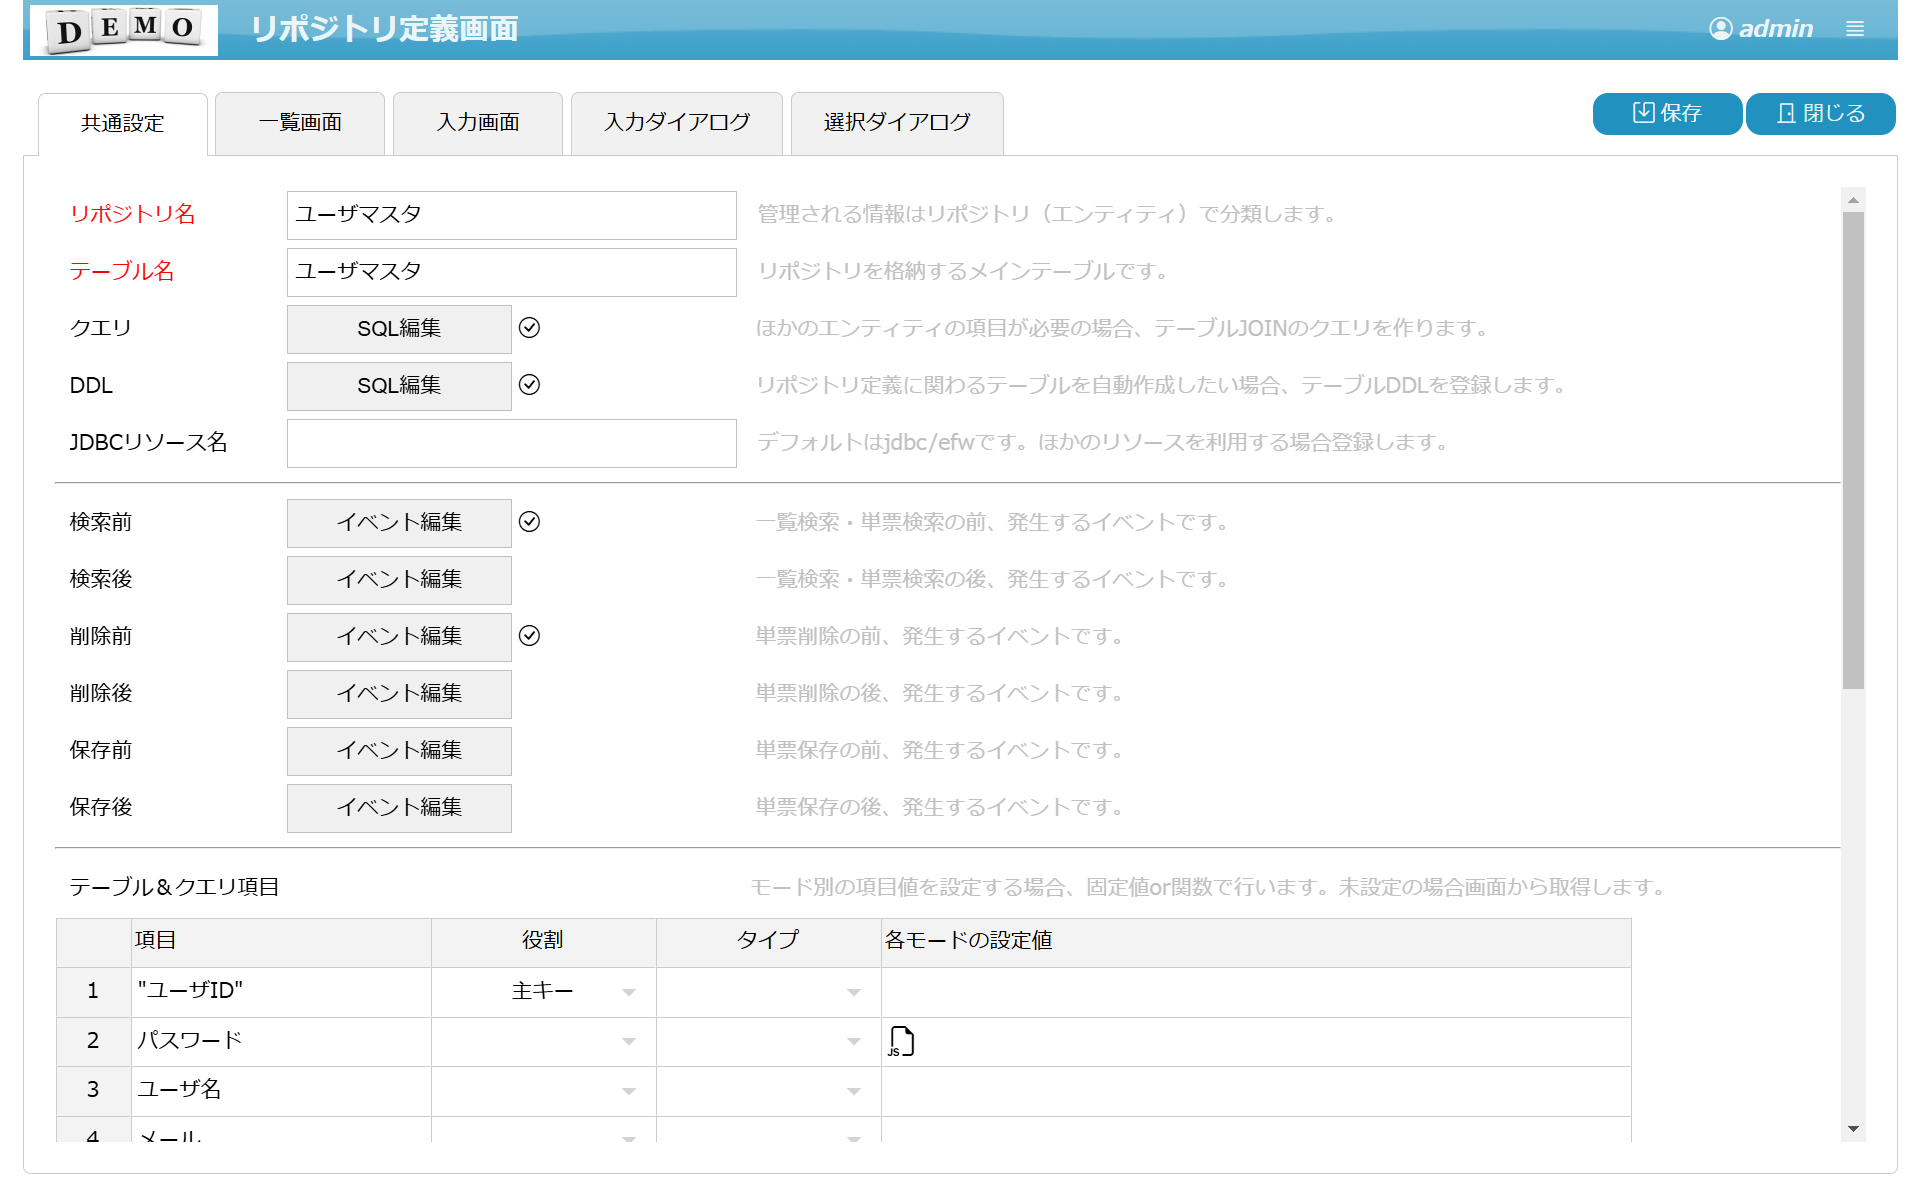 DEMO リポジトリ定義画面 admin
共通設定 一覧画面 入力画面 入力ダイアログ 選択ダイアログ 保存 閉じる
リポジトリ名 ユーザマスタ 管理される情報はリポジトリ（エンティティ）で分類します。
テーブル名 ユーザマスタ リポジトリを格納するメインテーブルです。
クエリ SQL編集 ほかのエンティティの項目が必要の場合、テーブルJOINのクエリを作ります。
DDL SQL編集 リポジトリ定義に関わるテーブルを自動作成したい場合、テーブルDDLを登録します。
JDBCリソース名 デフォルトはjdbc/efwです。ほかのリソースを利用する場合登録します。
検索前 イベント編集 一覧検索・単票検索の前、発生するイベントです。
検索後 イベント編集 一覧検索・単票検索の後、発生するイベントです。
削除前 イベント編集 単票削除の前、発生するイベントです。
削除後 イベント編集 単票削除の後、発生するイベントです。
保存前 イベント編集 単票保存の前、発生するイベントです。
保存後 イベント編集 単票保存の後、発生するイベントです。
テーブル＆クエリ項目 モード別の項目値を設定する場合、固定値or関数で行います。未設定の場合画面から取得します。
項目 役割 タイプ 各モードの設定値
1 "ユーザID" 主キー
2 パスワード JS
3 ユーザ名
4 メール